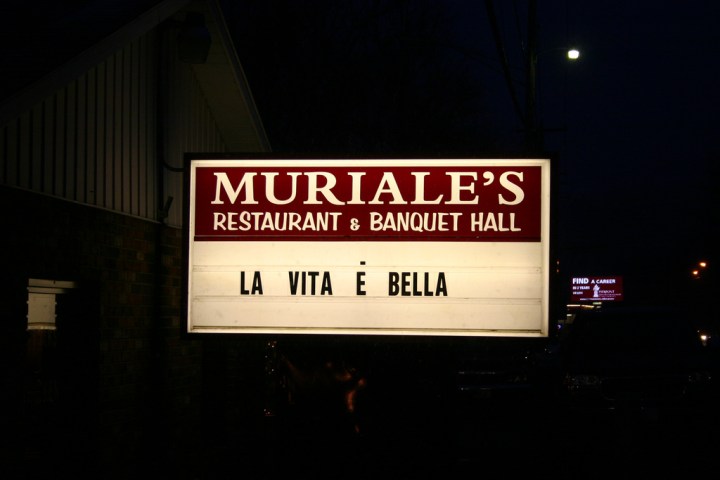 MURIALE'S
RESTAURANT & BANQUET HALL
LA VITA È BELLA
FIND A CAREER